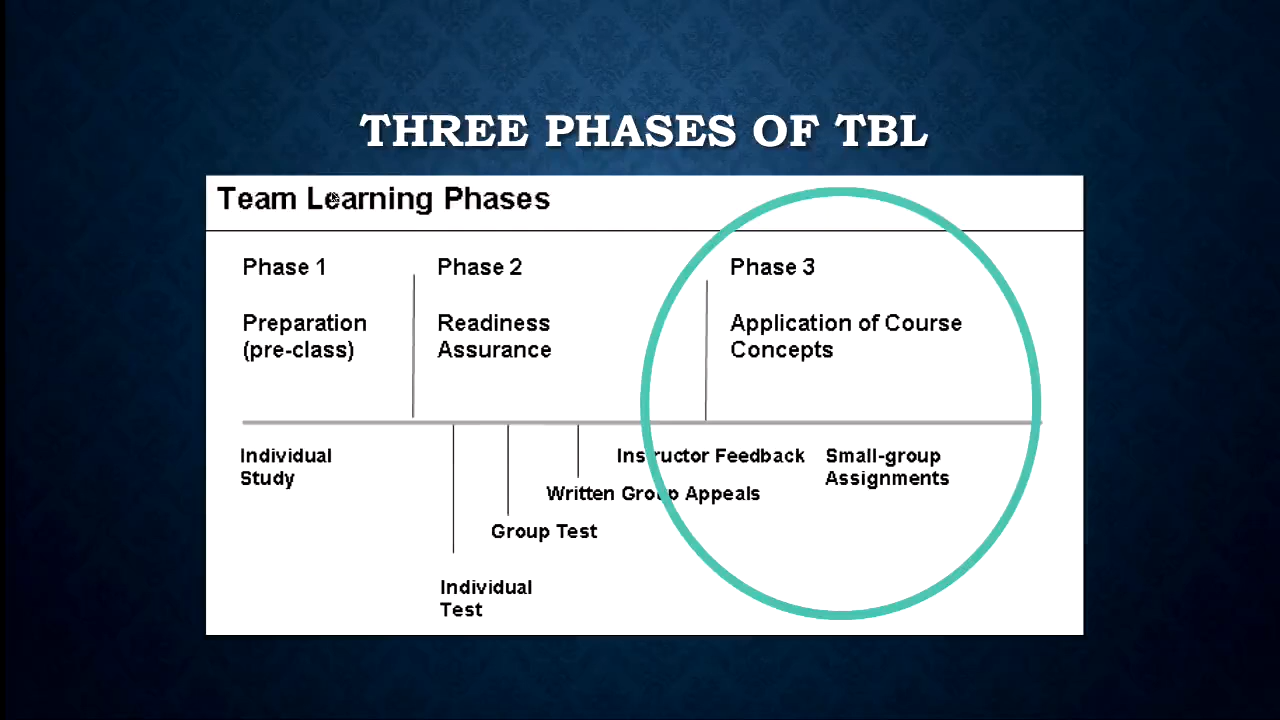 THREE PHASES OF TBL
Team Learning Phases
Phase 1
Preparation
(pre-class)
Phase 2
Readiness
Assurance
Phase 3
Application of Course
Concepts
Individual
Study
Instructor Feedback
Small-group
Assignments
Written Group Appeals
Group Test
Individual
Test